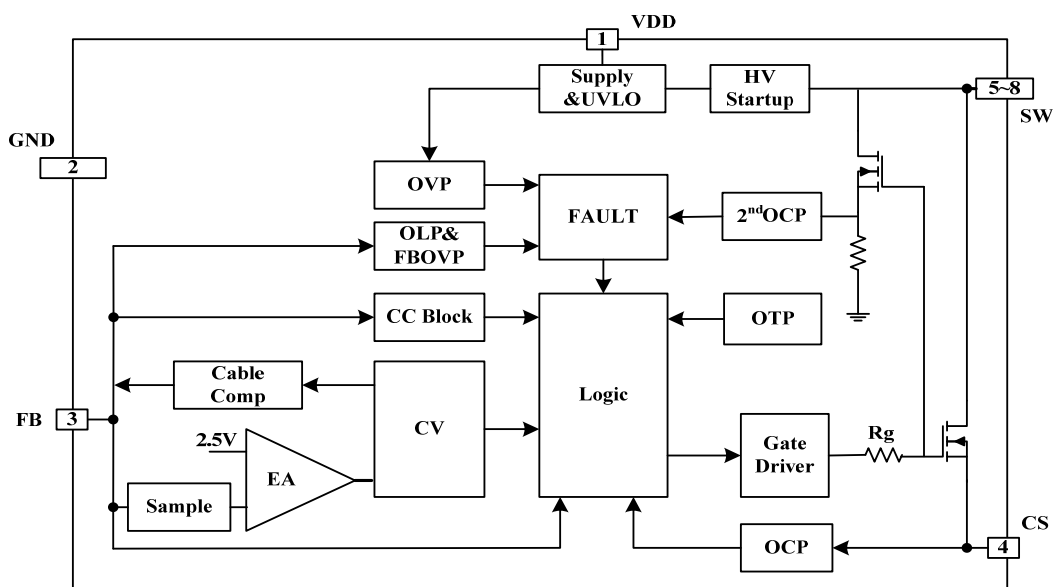 VDD
1
Supply
&UVLO
HV
Startup
5~8
SW
GND
2
OVP
FAULT
2ndOCP
OLP&
FBOVP
CC Block
OTP
Cable
Comp
Logic
FB
3
CV
2.5V
EA
Gate
Driver
Rg
Sample
CS
OCP
4